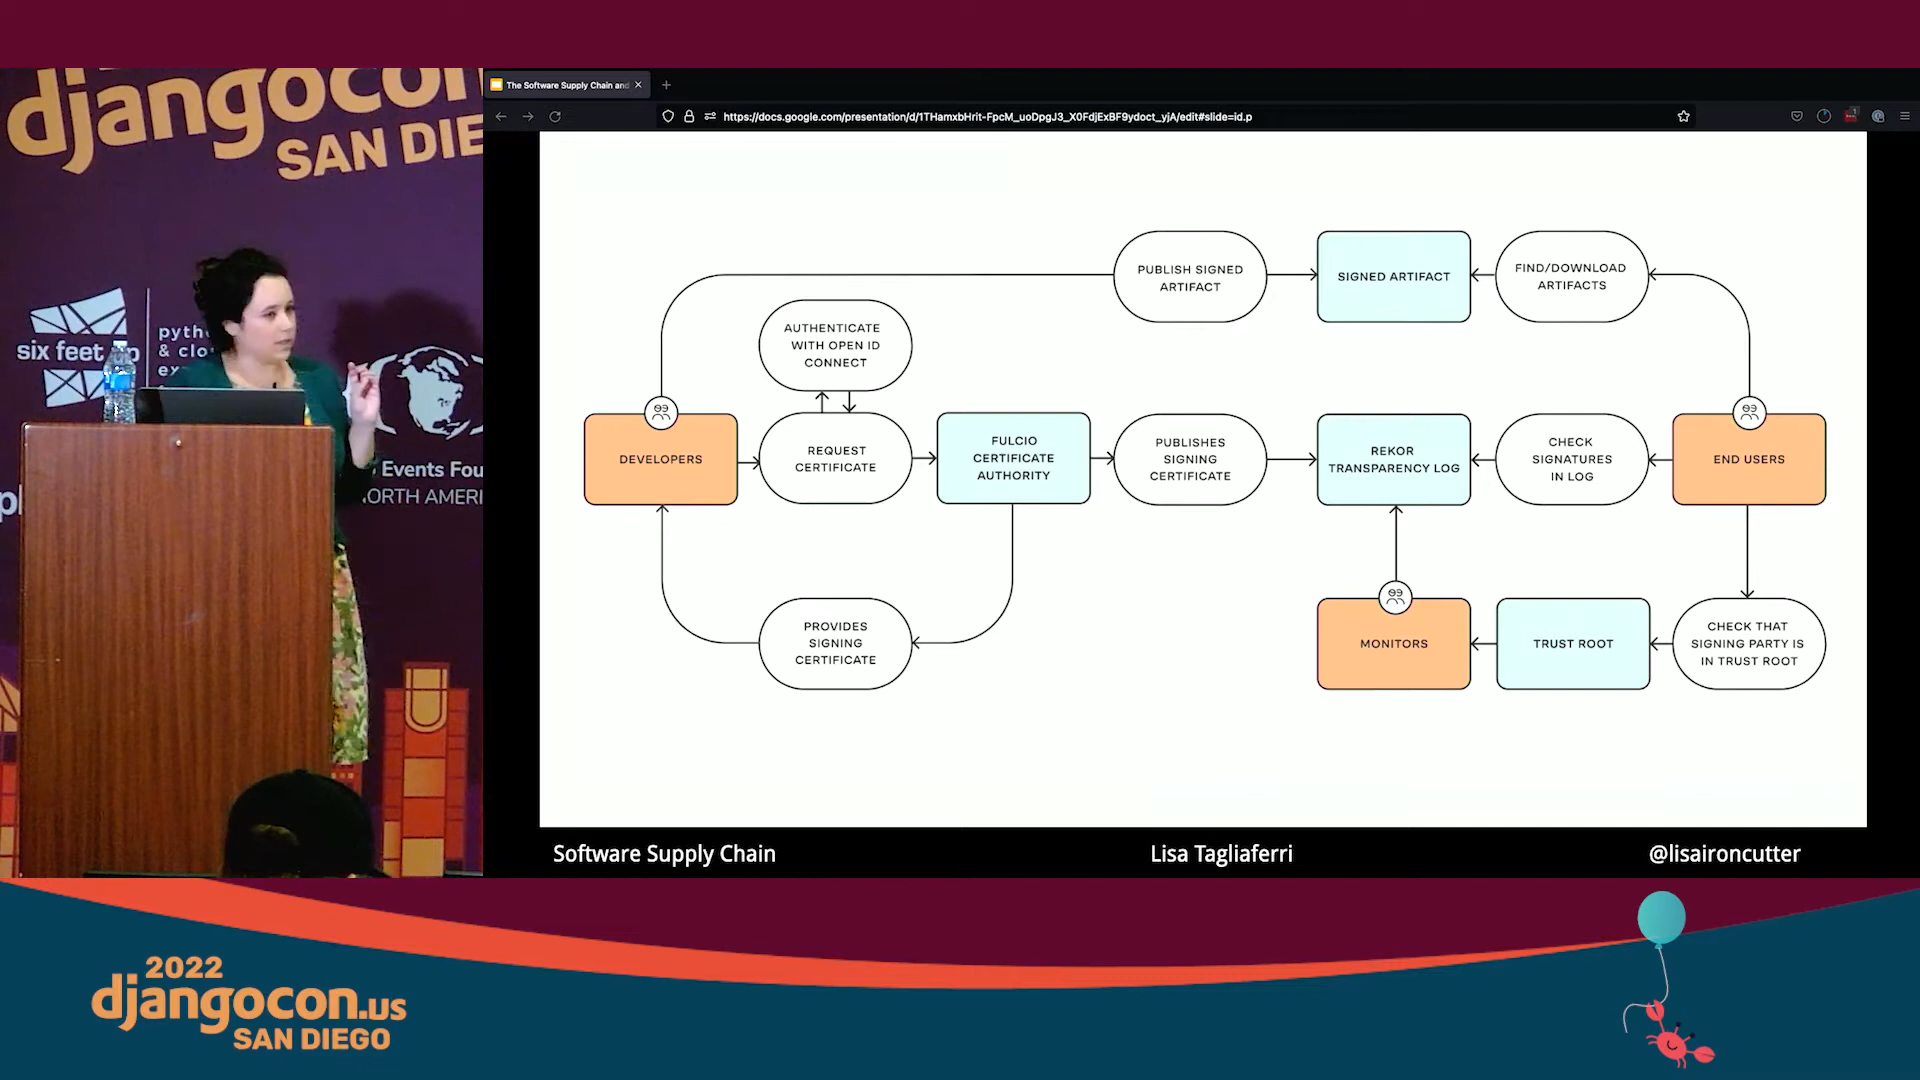 djangocon
SAN DIE
six feet
pyth
& clo
ex
Events Fou
NORTH AMERI
The Software Supply Chain and
https://docs.google.com/presentation/d/1THamxbHrit-FpcM_uoDpgJ3_X0FdjExBF9ydoct_yjA/edit#slide=id.p
PUBLISH SIGNED
ARTIFACT
SIGNED ARTIFACT
FIND/DOWNLOAD
ARTIFACTS
AUTHENTICATE
WITH OPEN ID
CONNECT
DEVELOPERS
REQUEST
CERTIFICATE
FULCIO
CERTIFICATE
AUTHORITY
PUBLISHES
SIGNING
CERTIFICATE
REKOR
TRANSPARENCY LOG
CHECK
SIGNATURES
IN LOG
END USERS
PROVIDES
SIGNING
CERTIFICATE
MONITORS
TRUST ROOT
CHECK THAT
SIGNING PARTY IS
IN TRUST ROOT
Software Supply Chain
Lisa Tagliaferri
@lisaironcutter
2022
djangocon.us
SAN DIEGO